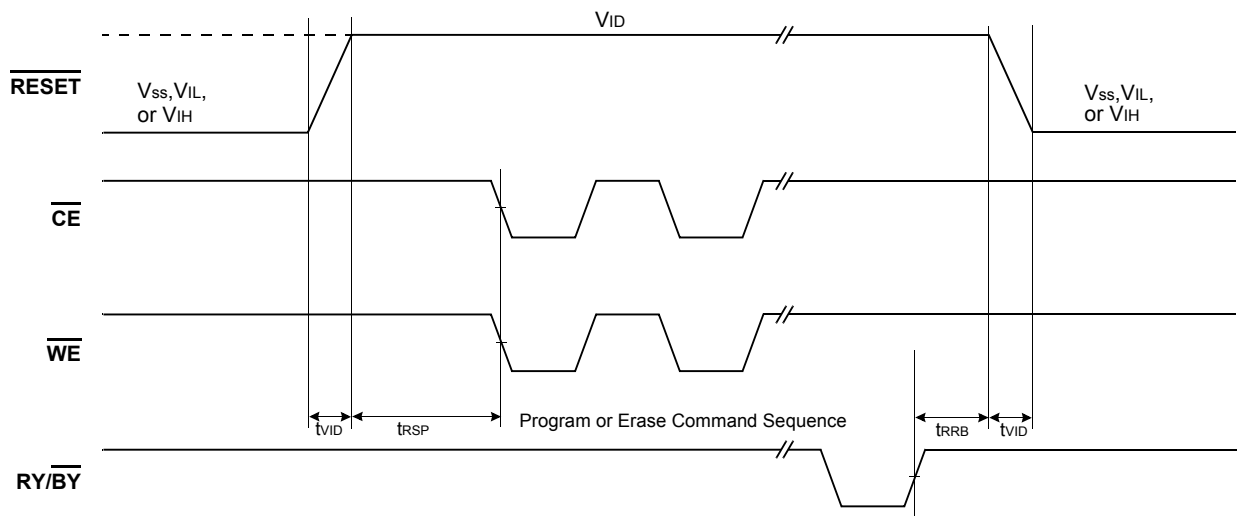 VID
RESET
Vss,VIL,
or VIH
Vss,VIL,
or VIH
CE
WE
tVID
tRSP
Program or Erase Command Sequence
tRRB
tVID
RY/BY